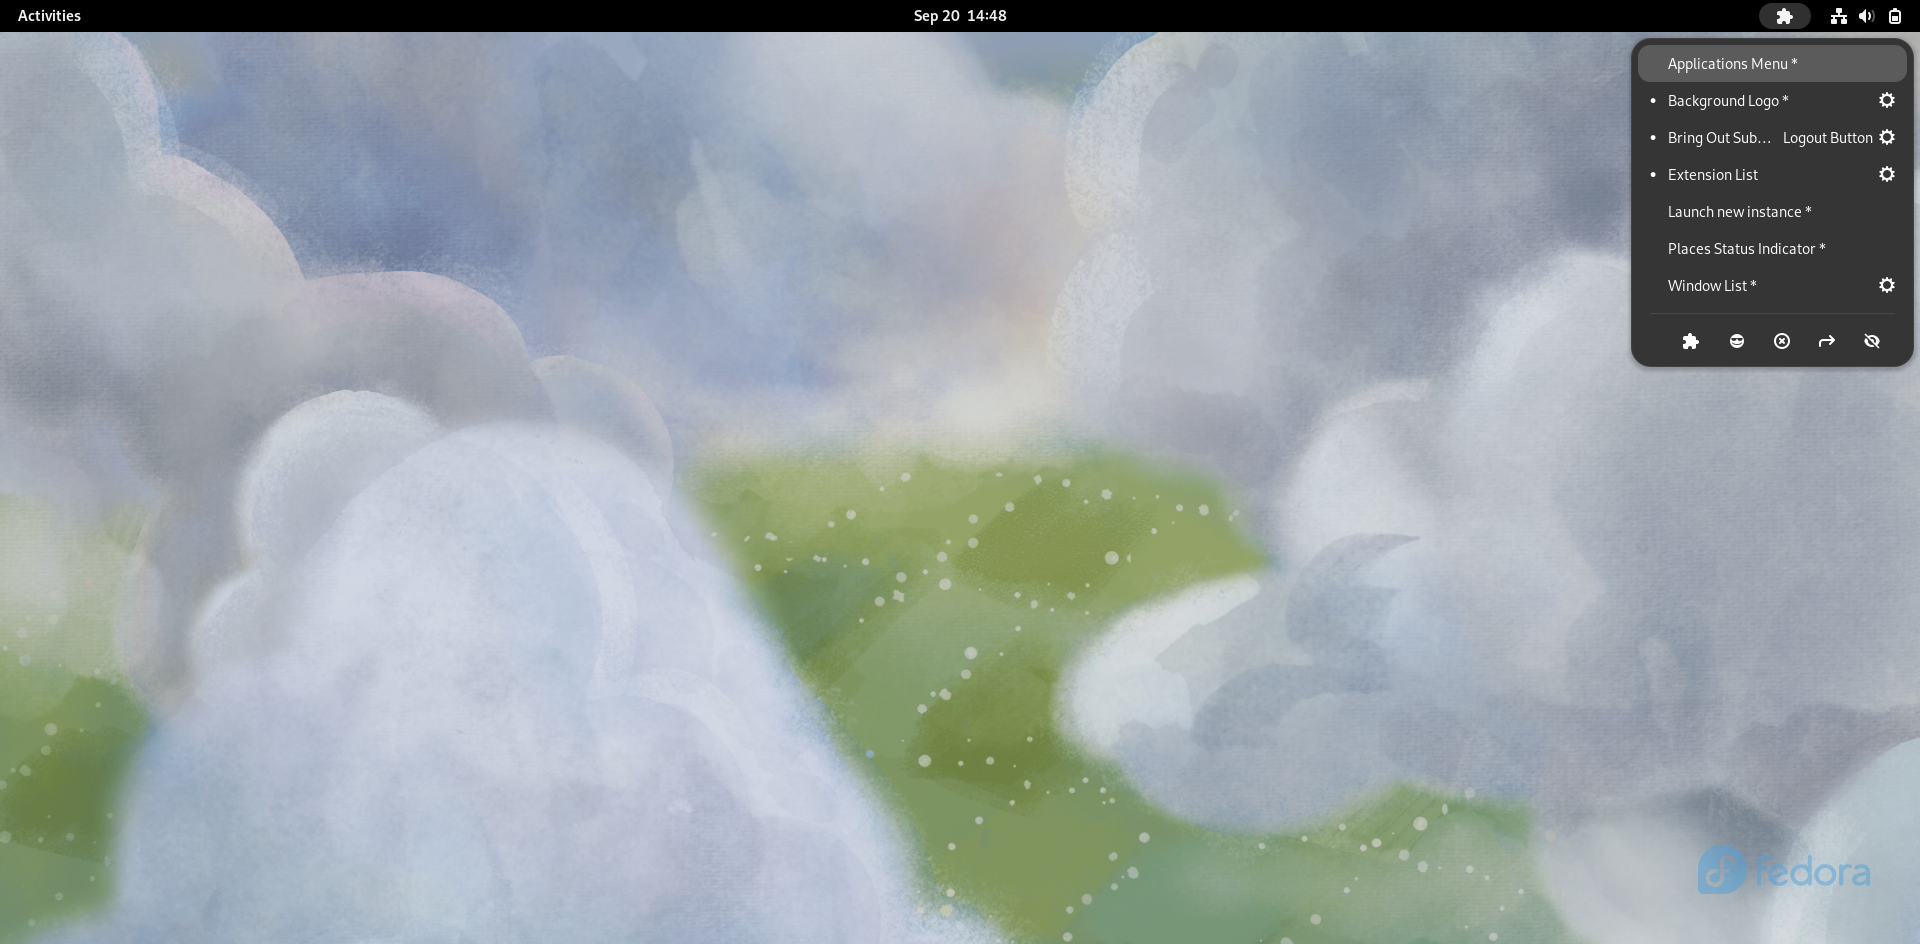 Activities
Sep 20 14:48
Applications Menu *
• Background Logo *
• Bring Out Sub… Logout Button
• Extension List
Launch new instance *
Places Status Indicator *
Window List *
fedora